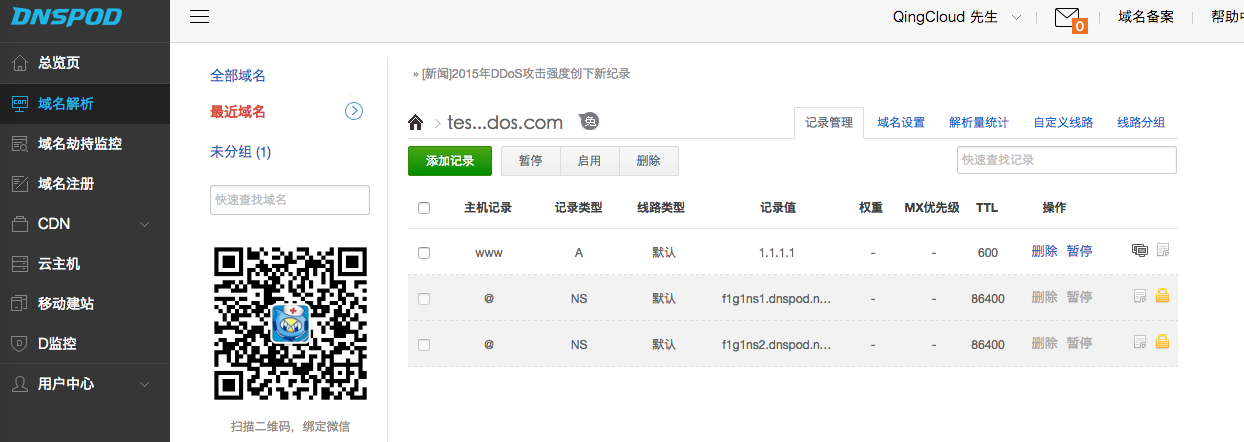 DNSPOD
QingCloud 先生
0
域名备案
帮助中
总览页
域名解析
域名劫持监控
域名注册
CDN
云主机
移动建站
D监控
用户中心
全部域名
最近域名
未分组 (1)
快速查找域名
扫描二维码，绑定微信
» [新闻]2015年DDoS攻击强度创下新纪录
tes...dos.com 免
记录管理 域名设置 解析量统计 自定义线路 线路分组
添加记录 暂停 启用 删除 快速查找记录
主机记录 记录类型 线路类型 记录值 权重 MX优先级 TTL 操作
www A 默认 1.1.1.1 - - 600 删除 暂停
@ NS 默认 f1g1ns1.dnspod.n... - - 86400 删除 暂停
@ NS 默认 f1g1ns2.dnspod.n... - - 86400 删除 暂停